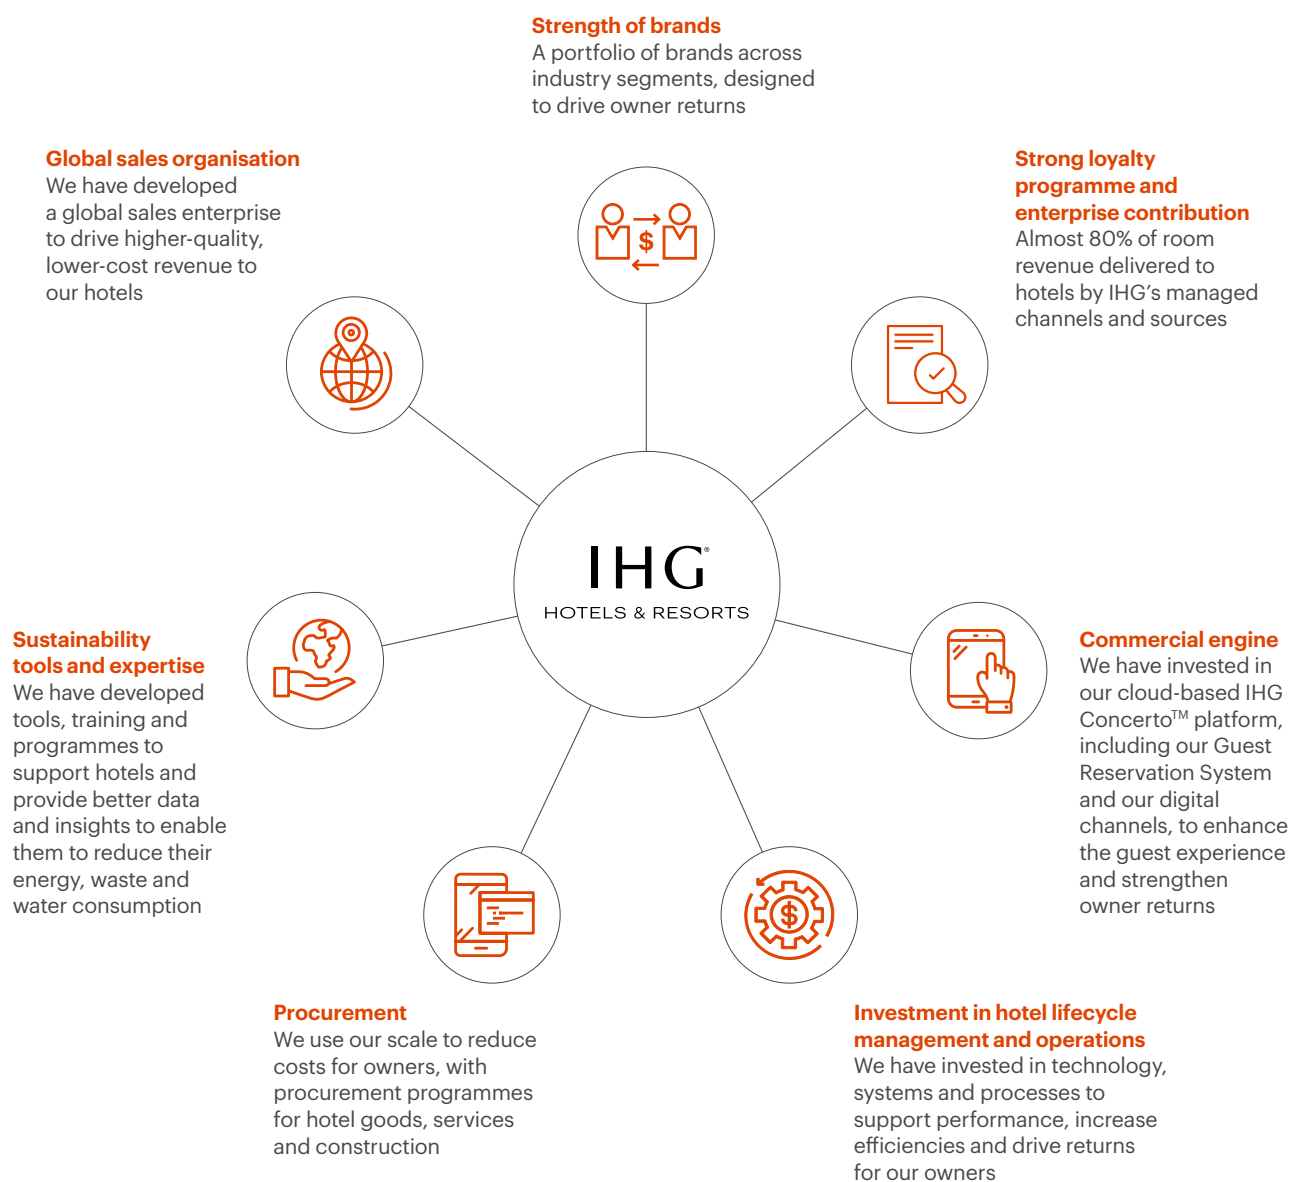 Strength of brands
A portfolio of brands across
industry segments, designed
to drive owner returns
Global sales organisation
We have developed
a global sales enterprise
to drive higher-quality,
lower-cost revenue to
our hotels
Strong loyalty
programme and
enterprise contribution
Almost 80% of room
revenue delivered to
hotels by IHG’s managed
channels and sources
$
IHG®
HOTELS & RESORTS
Sustainability
tools and expertise
We have developed
tools, training and
programmes to
support hotels and
provide better data
and insights to enable
them to reduce their
energy, waste and
water consumption
Commercial engine
We have invested in
our cloud-based IHG
Concerto™ platform,
including our Guest
Reservation System
and our digital
channels, to enhance
the guest experience
and strengthen
owner returns
$
Procurement
We use our scale to reduce
costs for owners, with
procurement programmes
for hotel goods, services
and construction
Investment in hotel lifecycle
management and operations
We have invested in technology,
systems and processes to
support performance, increase
efficiencies and drive returns
for our owners